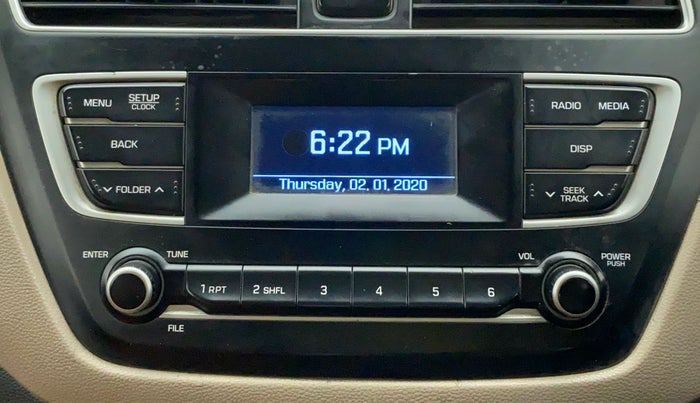 MENU
SETUP
CLOCK
BACK
FOLDER
6:22 PM
Thursday, 02. 01. 2020
RADIO
MEDIA
DISP
SEEK
TRACK
ENTER
TUNE
FILE
1 RPT
2 SHFL
3
4
5
6
VOL
POWER
PUSH